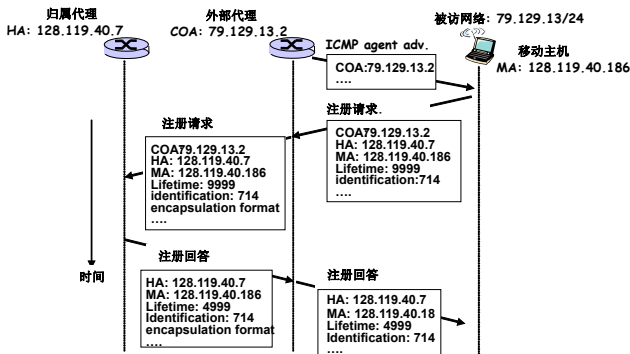 归属代理
HA: 128.119.40.7
外部代理
COA: 79.129.13.2
被访网络: 79.129.13/24
移动主机
MA: 128.119.40.186
ICMP agent adv.
COA:79.129.13.2
....
注册请求.
COA79.129.13.2
HA: 128.119.40.7
MA: 128.119.40.186
Lifetime: 9999
identification:714
....
注册请求
COA79.129.13.2
HA: 128.119.40.7
MA: 128.119.40.186
Lifetime: 9999
identification: 714
encapsulation format
....
时间
注册回答
HA: 128.119.40.7
MA: 128.119.40.186
Lifetime: 4999
Identification: 714
encapsulation format
....
注册回答
HA: 128.119.40.7
MA: 128.119.40.18
Lifetime: 4999
Identification: 714
....